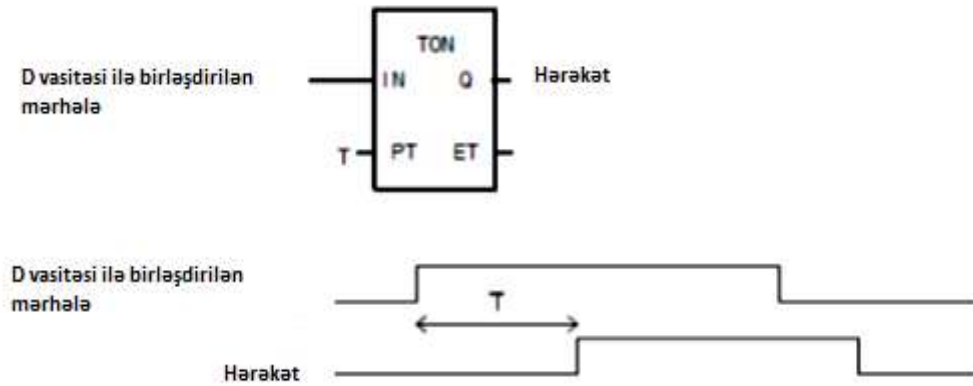 TON
D vasitəsi ilə birləşdirilən
mərhələ
IN Q
Hərəkət
T PT ET
D vasitəsi ilə birləşdirilən
mərhələ
T
Hərəkət